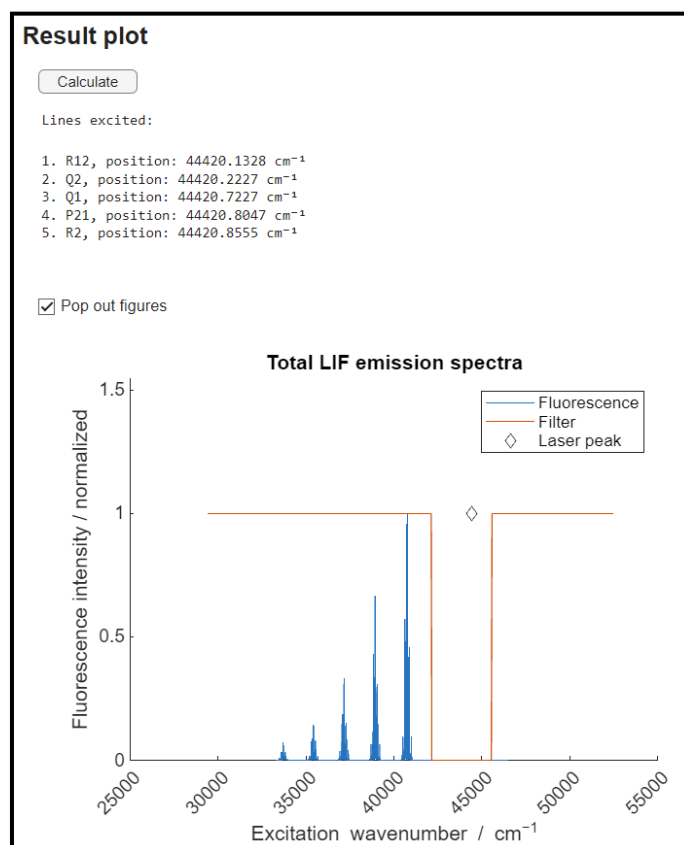 Result plot
Calculate
Lines excited:
1. R12, position: 44420.1328 cm⁻¹
2. Q2, position: 44420.2227 cm⁻¹
3. Q1, position: 44420.7227 cm⁻¹
4. P21, position: 44420.8047 cm⁻¹
5. R2, position: 44420.8555 cm⁻¹
Pop out figures
Total LIF emission spectra
1.5
Fluorescence
Filter
Laser peak
1
0.5
0
Fluorescence intensity / normalized
25000
30000
35000
40000
45000
50000
55000
Excitation wavenumber / cm⁻¹